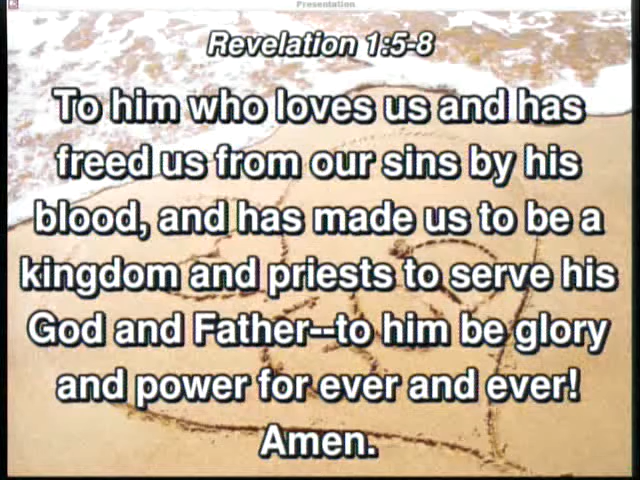 Presentation
Revelation 1:5-8
To him who loves us and has
freed us from our sins by his
blood, and has made us to be a
kingdom and priests to serve his
God and Father--to him be glory
and power for ever and ever!
Amen.